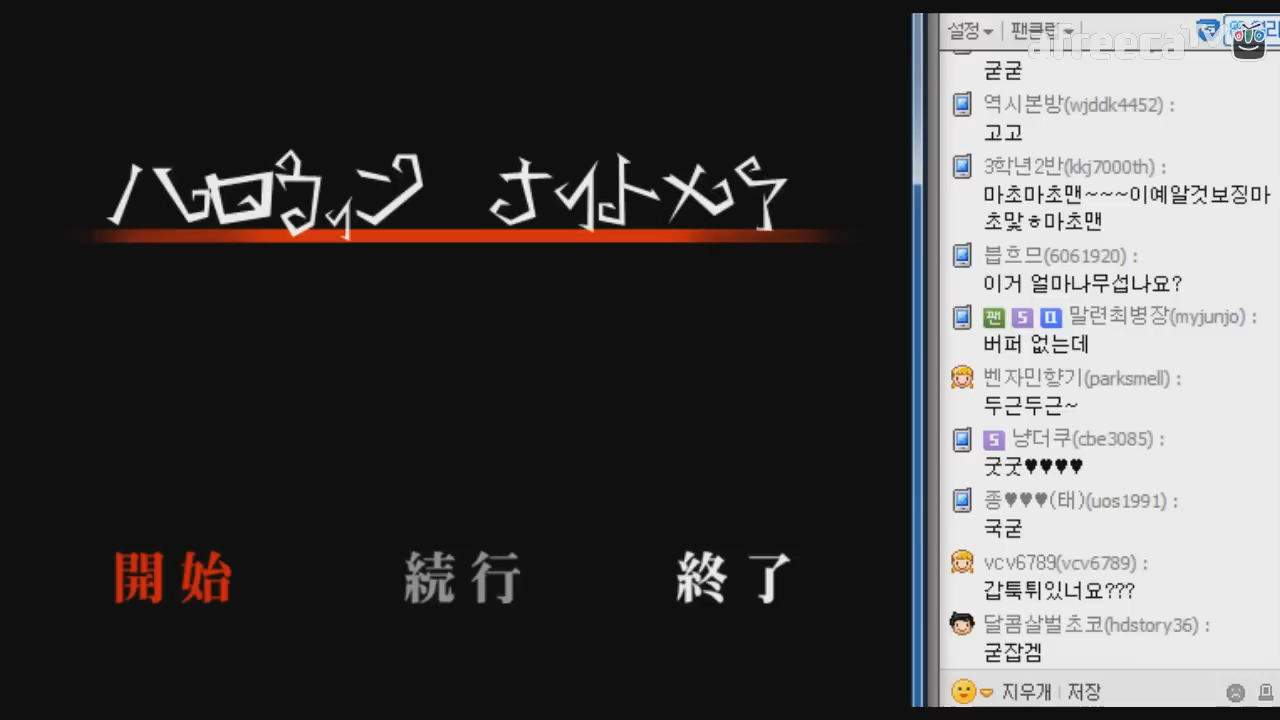 ハロウィン ナイトメア
開始
続行
終了
설정
팬클럽
afreecaTV
굳굳
역시본방(wjddk4452) :
고고
3학년2반(kkj7000th) :
마초마초맨~~~이예알것보징마
초맟ㅎ마초맨
븝흐므(6061920) :
이거 얼마나무섭나요?
팬 5 말련최병장(myjunjo) :
버퍼 없는데
벤자민향기(parksmell) :
두근두근~
5 냥더쿠(cbe3085) :
굿굿♥♥♥♥
종♥♥♥(태)(uos1991) :
국굳
vcv6789(vcv6789) :
갑툭튀있너요???
달콤살벌초코(hdstory36) :
굳잡겜
지우개
저장